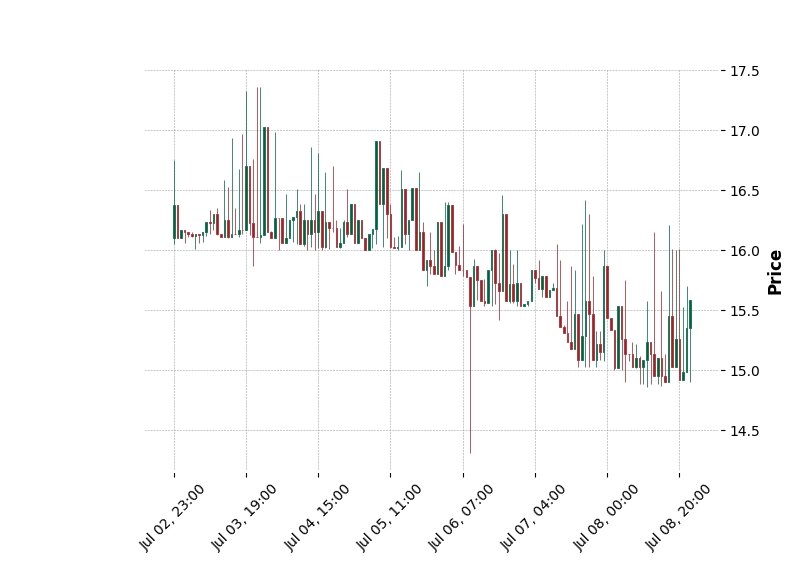 17.5
17.0
16.5
16.0
15.5
15.0
14.5
Price
Jul 02, 23:00
Jul 03, 19:00
Jul 04, 15:00
Jul 05, 11:00
Jul 06, 07:00
Jul 07, 04:00
Jul 08, 00:00
Jul 08, 20:00